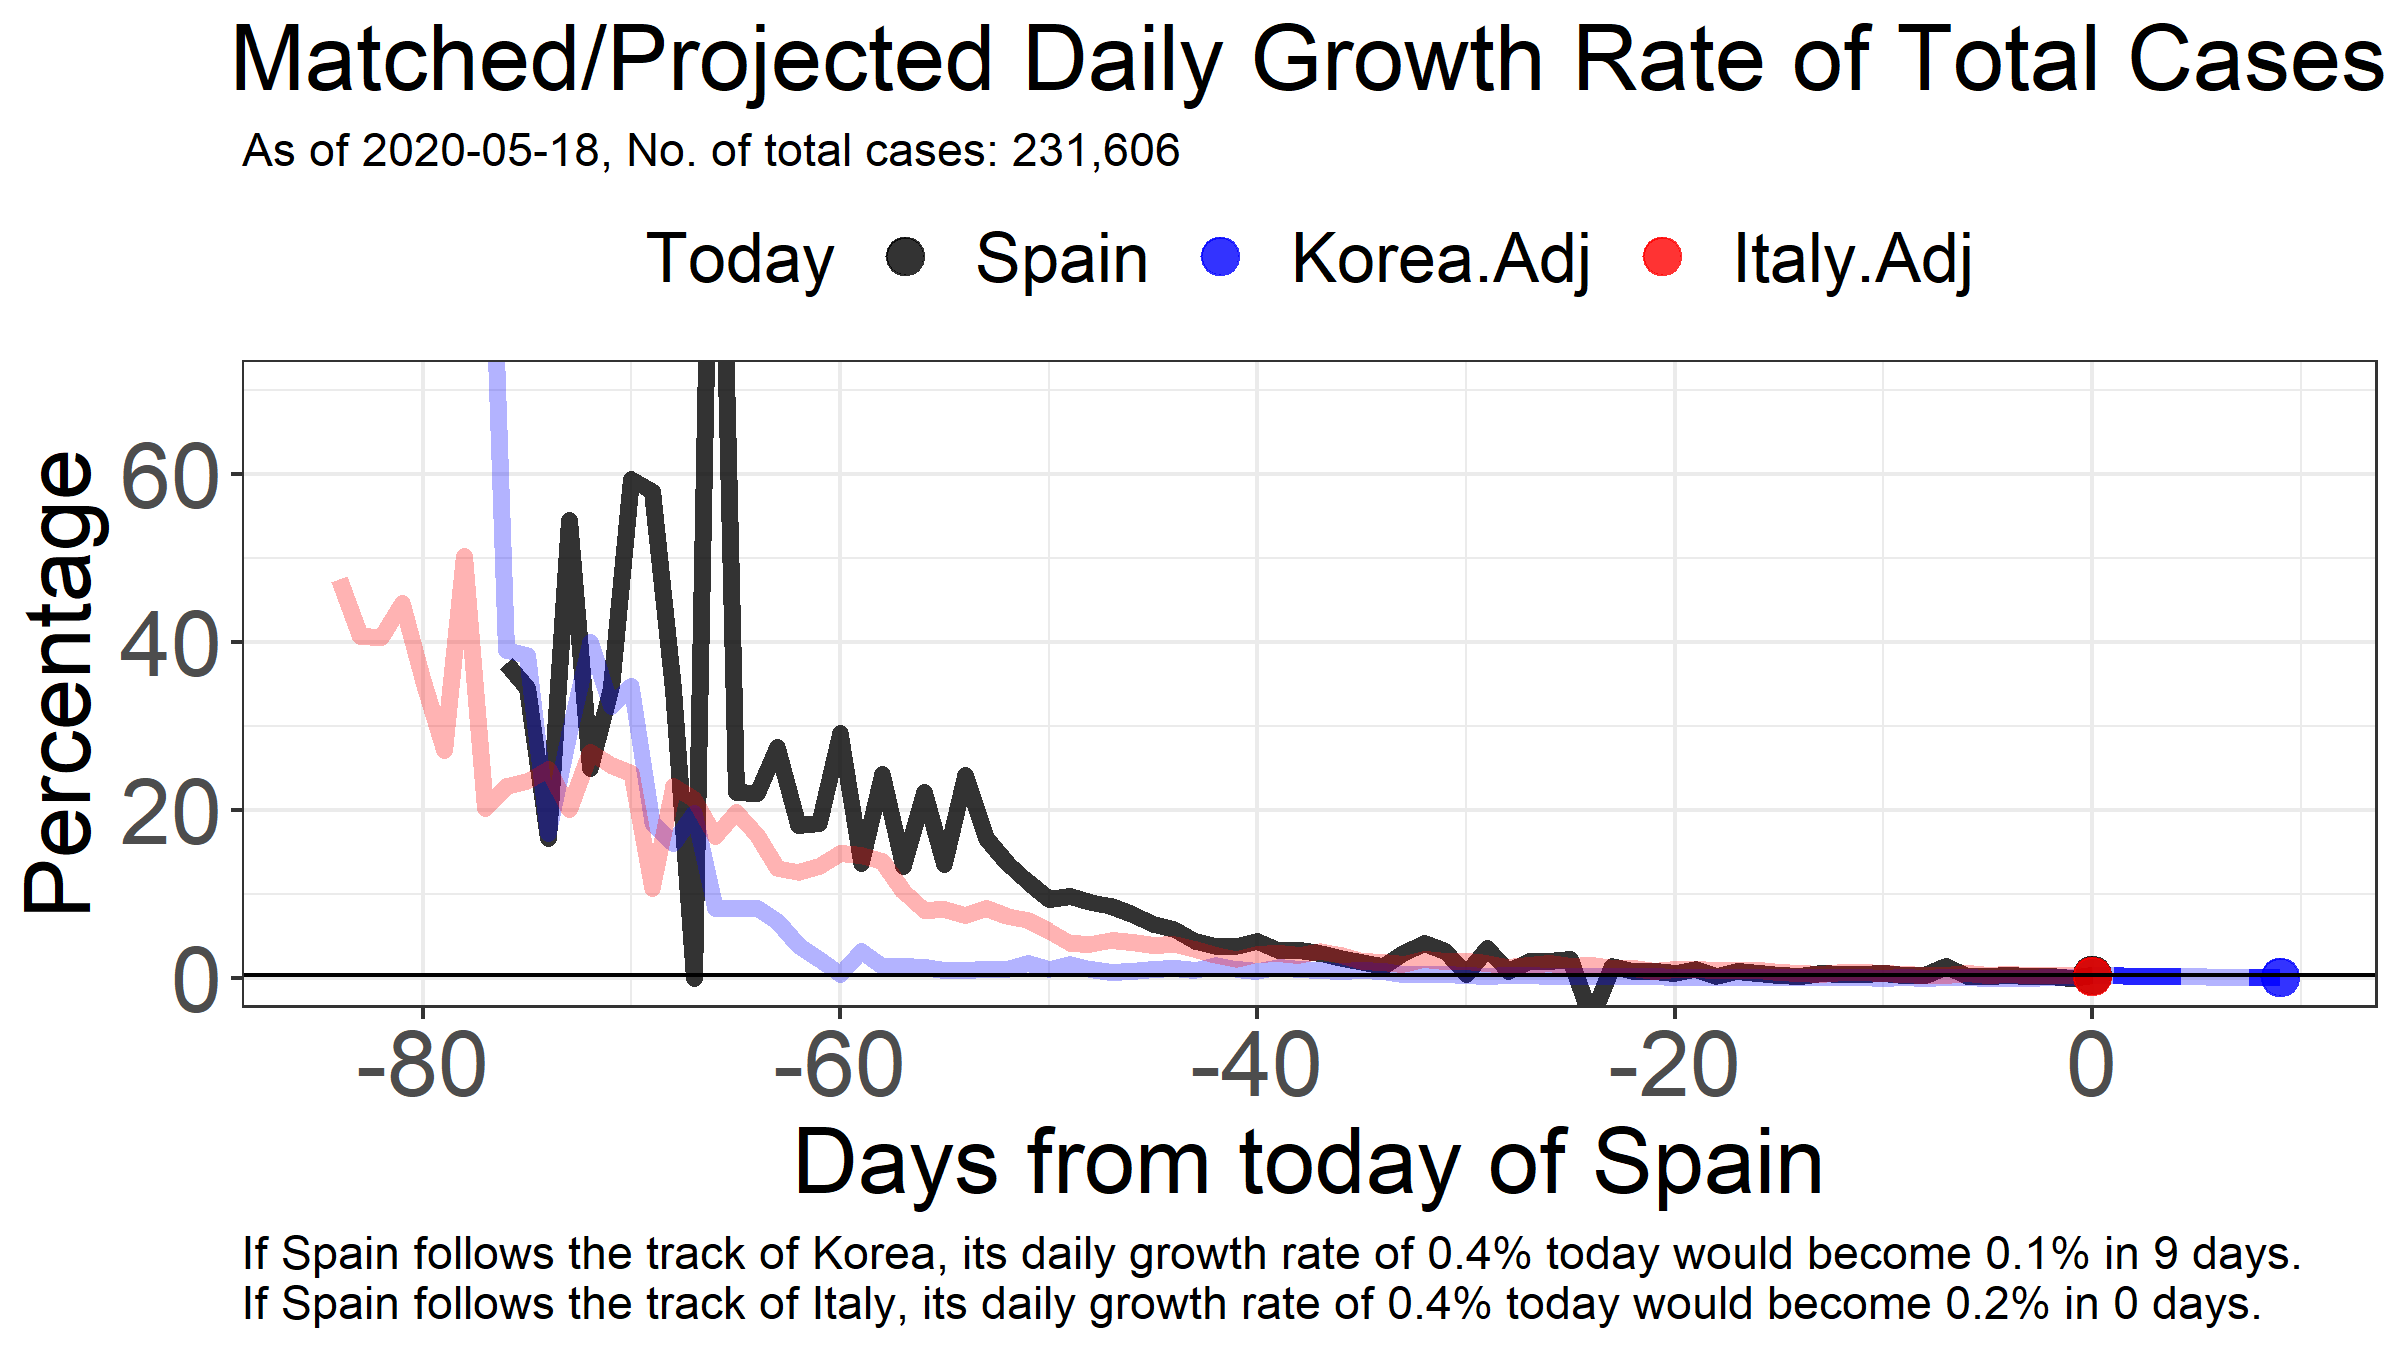 Matched/Projected Daily Growth Rate of Total Cases
As of 2020-05-18, No. of total cases: 231,606
Today Spain Korea.Adj Italy.Adj
Percentage
60
40
20
0
-80 -60 -40 -20 0
Days from today of Spain
If Spain follows the track of Korea, its daily growth rate of 0.4% today would become 0.1% in 9 days.
If Spain follows the track of Italy, its daily growth rate of 0.4% today would become 0.2% in 0 days.